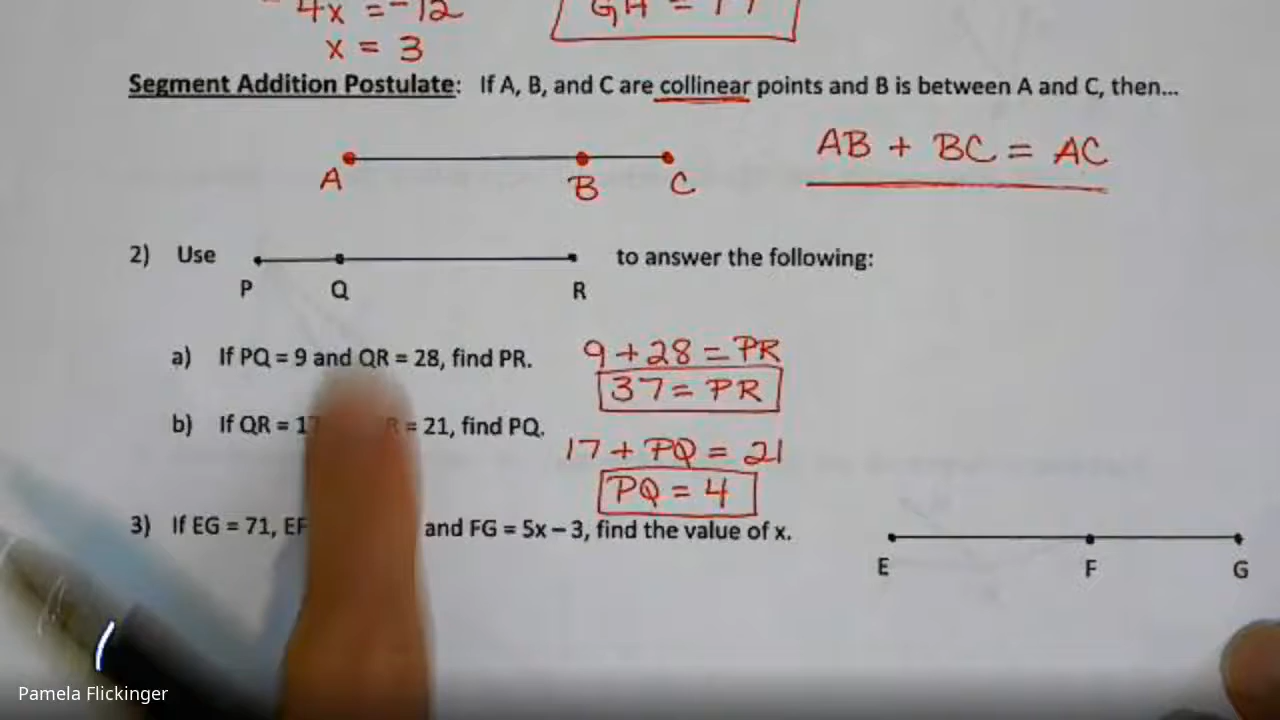 4x = -12
x = 3
Segment Addition Postulate: If A, B, and C are collinear points and B is between A and C, then...
AB + BC = AC
A B C
2) Use to answer the following:
P Q R
a) If PQ = 9 and QR = 28, find PR.
9 + 28 = PR
37 = PR
b) If QR = 17 = 21, find PQ.
17 + PQ = 21
PQ = 4
3) If EG = 71, EF and FG = 5x – 3, find the value of x.
E F G
Pamela Flickinger